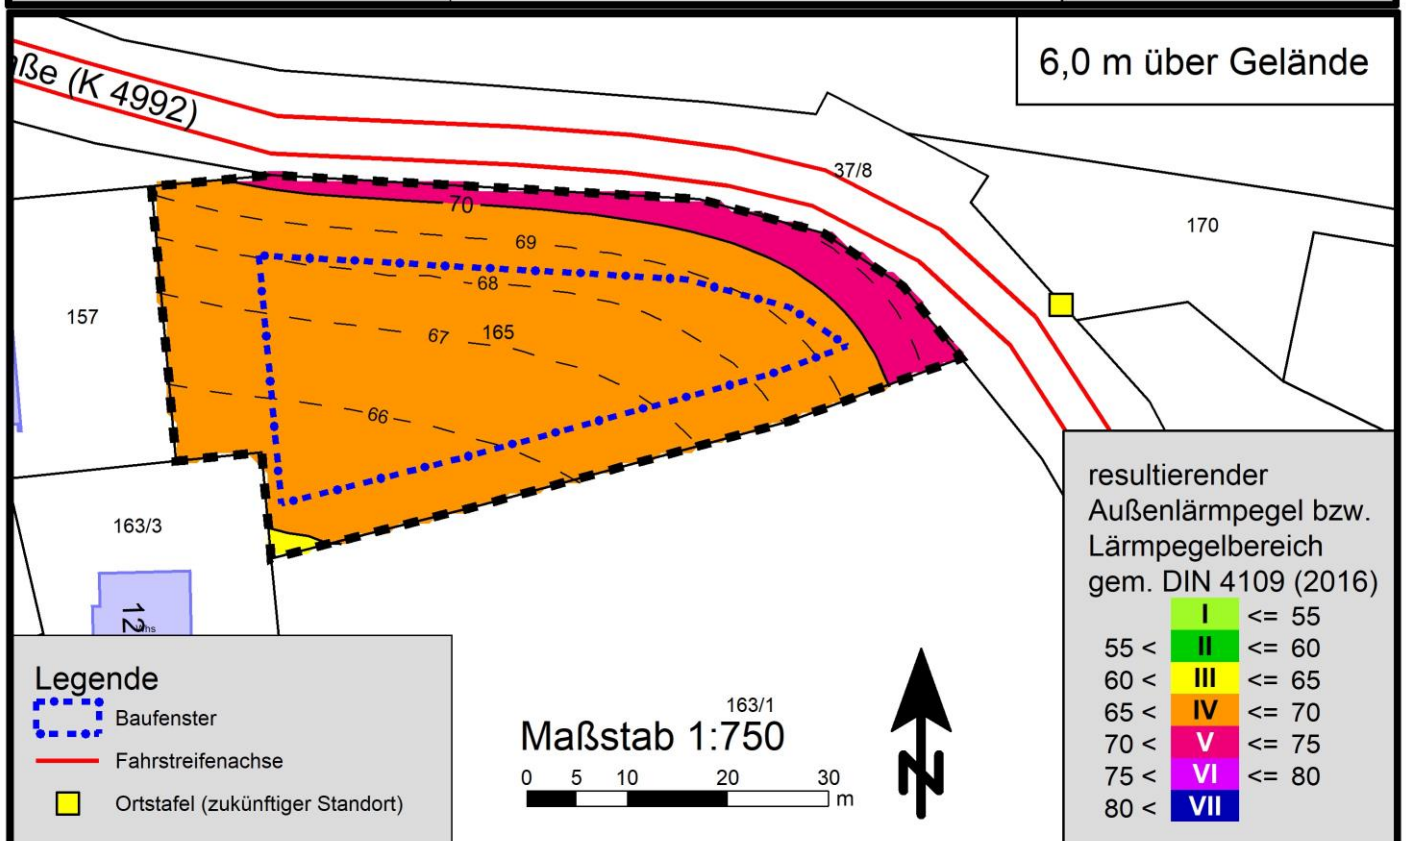 6,0 m über Gelände
ße (K 4992)
37/8
170
70
69
68
67
165
157
66
163/3
12
Whs
resultierender
Außenlärmpegel bzw.
Lärmpegelbereich
gem. DIN 4109 (2016)
I <= 55
55 < II <= 60
60 < III <= 65
65 < IV <= 70
70 < V <= 75
75 < VI <= 80
80 < VII
Legende
Baufenster
Fahrstreifenachse
Ortstafel (zukünftiger Standort)
163/1
Maßstab 1:750
0 5 10 20 30
m
N